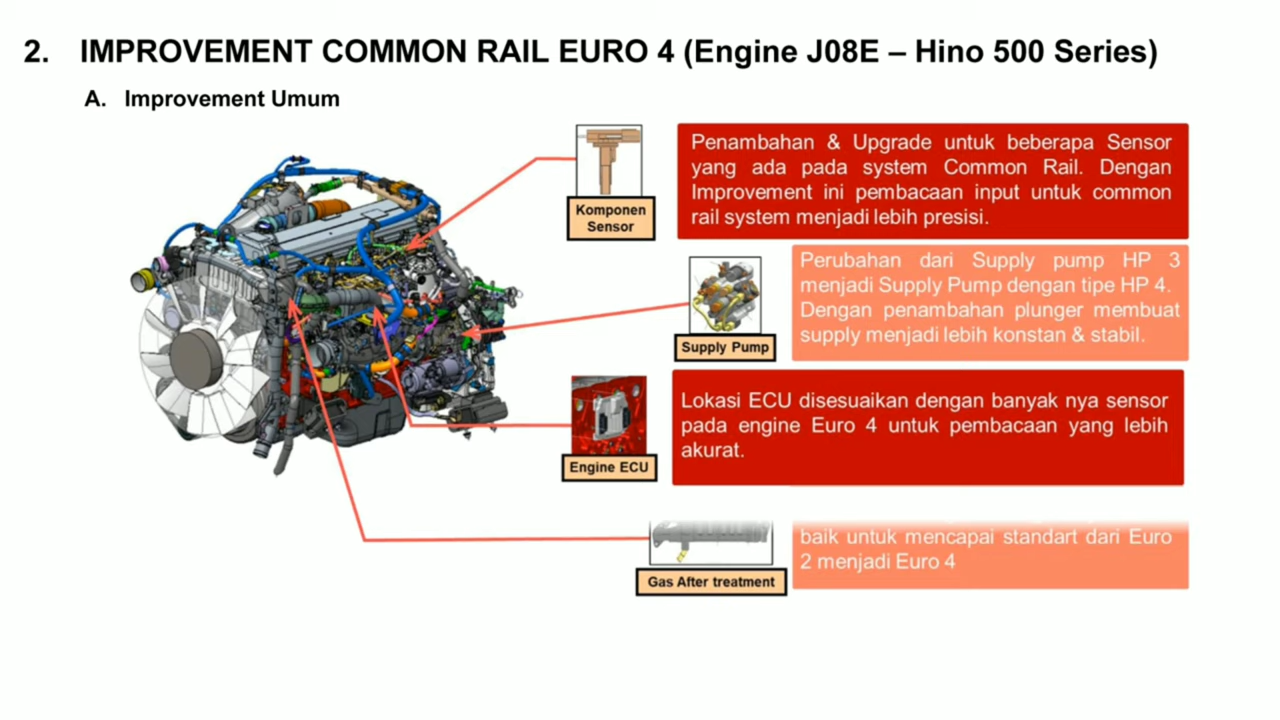 2. IMPROVEMENT COMMON RAIL EURO 4 (Engine J08E – Hino 500 Series)
A. Improvement Umum
Komponen
Sensor
Penambahan & Upgrade untuk beberapa Sensor
yang ada pada system Common Rail. Dengan
Improvement ini pembacaan input untuk common
rail system menjadi lebih presisi.
Supply Pump
Perubahan dari Supply pump HP 3
menjadi Supply Pump dengan tipe HP 4.
Dengan penambahan plunger membuat
supply menjadi lebih konstan & stabil.
Engine ECU
Lokasi ECU disesuaikan dengan banyak nya sensor
pada engine Euro 4 untuk pembacaan yang lebih
akurat.
Gas After treatment
baik untuk mencapai standart dari Euro
2 menjadi Euro 4